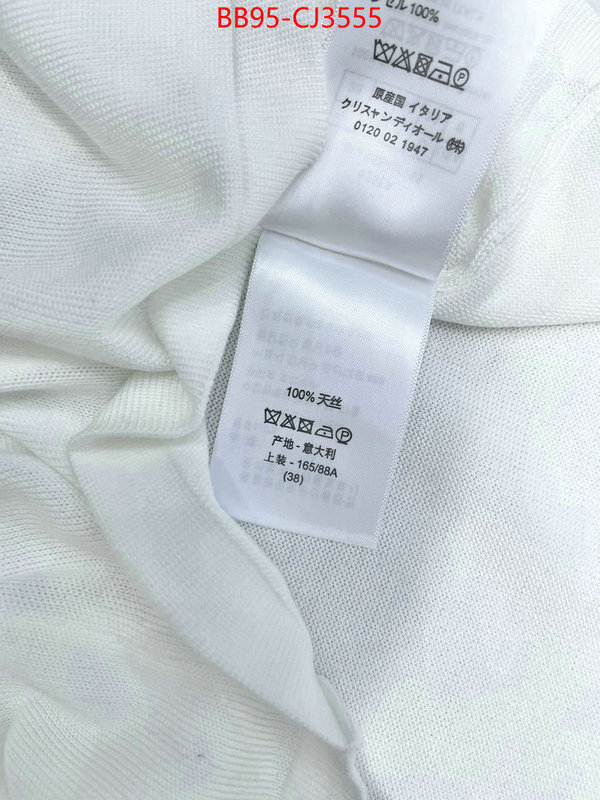 BB95-CJ3555
セル100%
原産国 イタリア
クリスチャンディオール ㈱
0120 02 1947
100% 天丝
产地 - 意大利
上装 - 165/88A
(38)